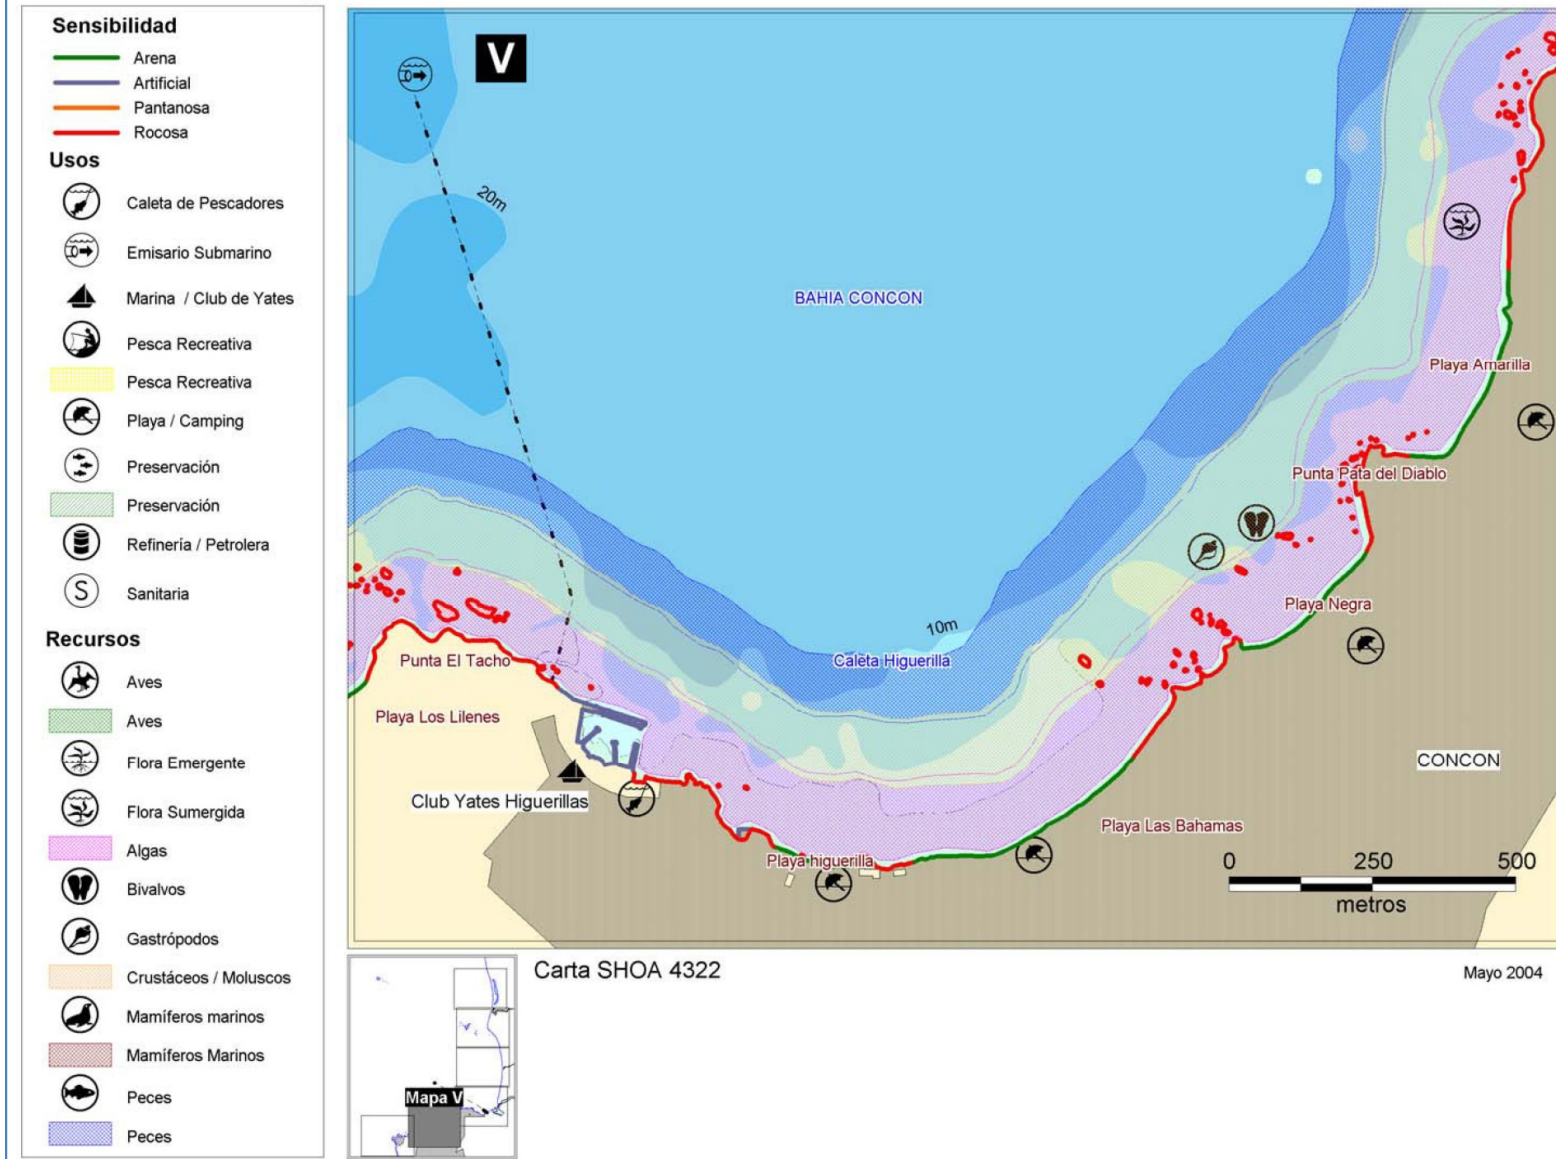 Sensibilidad
Arena
Artificial
Pantanosa
Rocosa
Usos
Caleta de Pescadores
Emisario Submarino
Marina / Club de Yates
Pesca Recreativa
Pesca Recreativa
Playa / Camping
Preservación
Preservación
Refinería / Petrolera
S
Sanitaria
Recursos
Aves
Aves
Flora Emergente
Flora Sumergida
Algas
Bivalvos
Gastrópodos
Crustáceos / Moluscos
Mamíferos marinos
Mamíferos Marinos
Peces
Peces
V
20m
BAHIA CONCON
Playa Amarilla
Punta Pata del Diablo
Playa Negra
10m
Caleta Higuerilla
Punta El Tacho
Playa Los Lilenes
CONCON
Club Yates Higuerillas
Playa Las Bahamas
Playa higuerilla
0 250 500
metros
Carta SHOA 4322
Mayo 2004
Mapa V